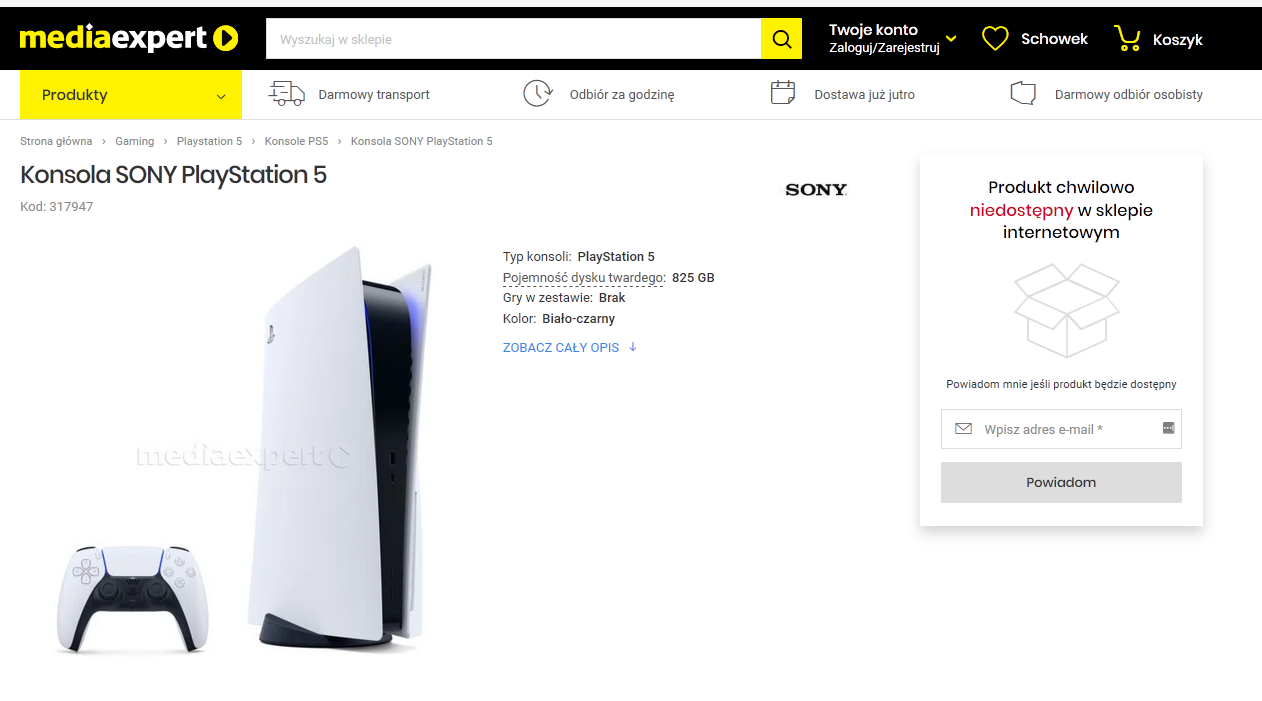 mediaexpert
Wyszukaj w sklepie
Twoje konto
Zaloguj/Zarejestruj
Schowek
Koszyk
Produkty
Darmowy transport
Odbiór za godzinę
Dostawa już jutro
Darmowy odbiór osobisty
Strona główna › Gaming › Playstation 5 › Konsole PS5 › Konsola SONY PlayStation 5
Konsola SONY PlayStation 5
Kod: 317947
SONY
Typ konsoli: PlayStation 5
Pojemność dysku twardego: 825 GB
Gry w zestawie: Brak
Kolor: Biało-czarny
ZOBACZ CAŁY OPIS ↓
mediaexpert
Produkt chwilowo
niedostępny w sklepie
internetowym
Powiadom mnie jeśli produkt będzie dostępny
Wpisz adres e-mail *
Powiadom